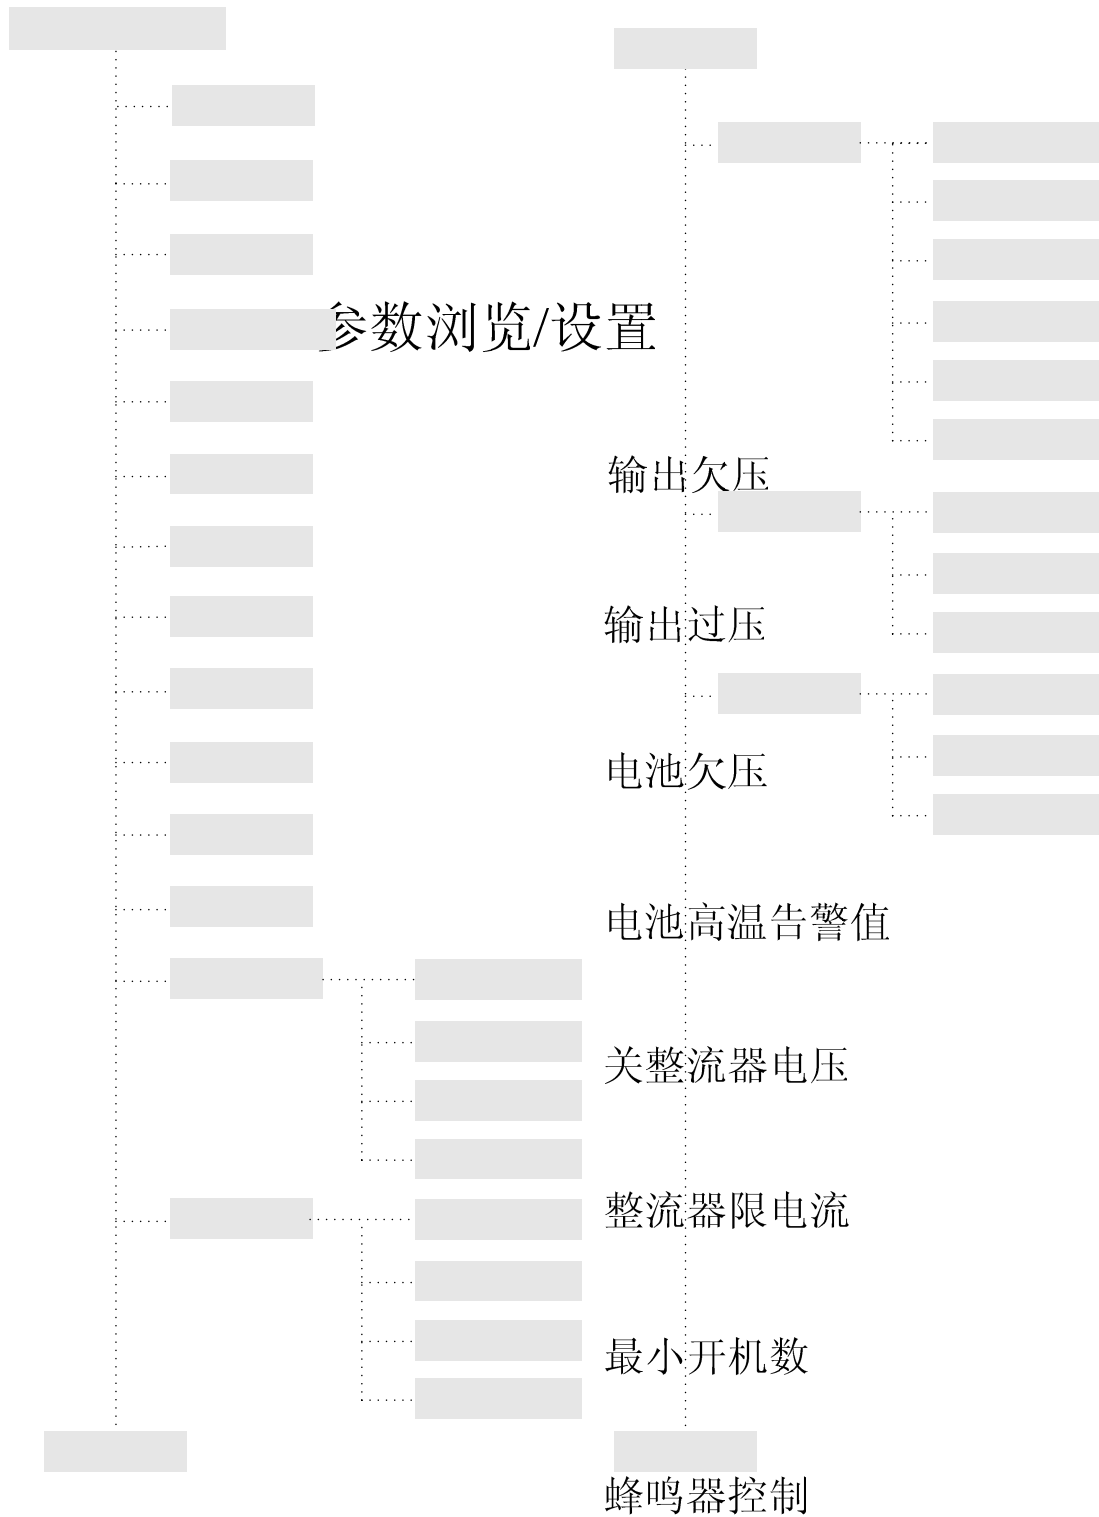 参数浏览/设置
输出欠压
输出过压
电池欠压
电池高温告警值
关整流器电压
整流器限电流
最小开机数
蜂鸣器控制